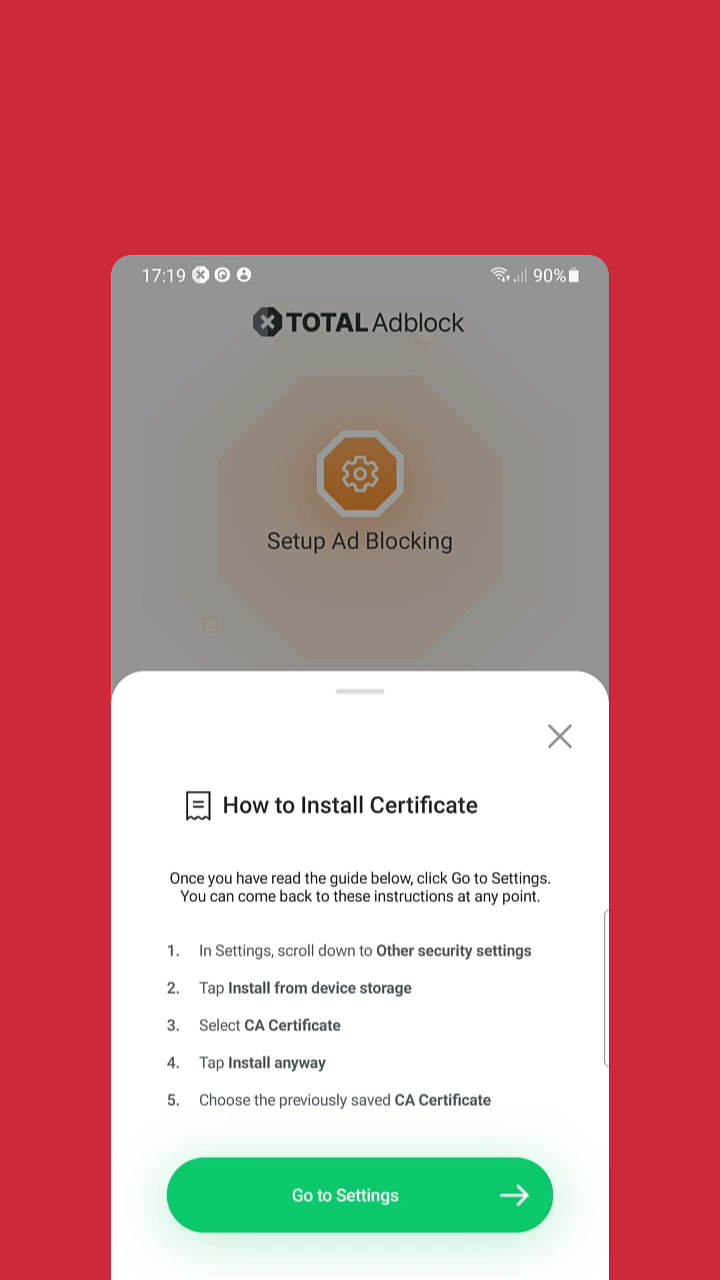 17:19 90%
TOTAL Adblock
Setup Ad Blocking
How to Install Certificate
Once you have read the guide below, click Go to Settings.
You can come back to these instructions at any point.
1. In Settings, scroll down to Other security settings
2. Tap Install from device storage
3. Select CA Certificate
4. Tap Install anyway
5. Choose the previously saved CA Certificate
Go to Settings